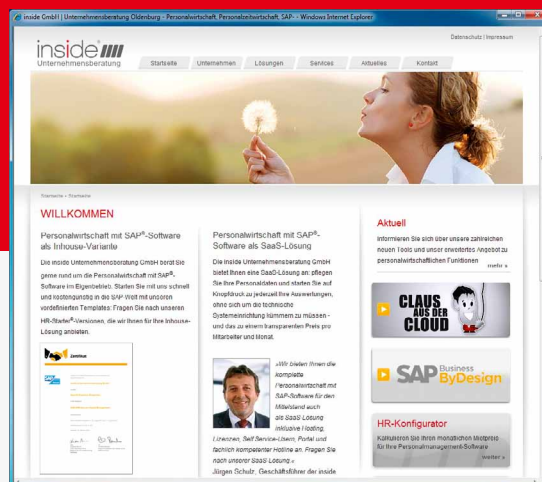 inside GmbH | Unternehmensberatung Oldenburg - Personalwirtschaft, Personalzeitwirtschaft, SAP- - Windows Internet Explorer
Datenschutz | Impressum
inside
Unternehmensberatung
Startseite Unternehmen Lösungen Services Aktuelles Kontakt
Startseite » Startseite
WILLKOMMEN
Personalwirtschaft mit SAP®-Software
als Inhouse-Variante
Die inside Unternehmensberatung GmbH berät Sie
gerne rund um die Personalwirtschaft mit SAP®-
Software im Eigenbetrieb. Starten Sie mit uns schnell
und kostengünstig in die SAP Welt mit unseren
vordefinierten Templates: Fragen Sie nach unseren
HR-Starter®-Versionen, die wir Ihnen für Ihre Inhouse-
Lösung anbieten.
Zertifikat
Personalwirtschaft mit SAP®-
Software als SaaS-Lösung
Die inside Unternehmensberatung GmbH
bietet Ihnen eine SaaS-Lösung an: pflegen
Sie Ihre Personaldaten und starten Sie auf
Knopfdruck zu jederzeit Ihre Auswertungen,
ohne sich um die technische
Systemeinrichtung kümmern zu müssen -
und das zu einem transparenten Preis pro
Mitarbeiter und Monat.
»Wir bieten Ihnen die
komplette
Personalwirtschaft mit
SAP-Software für den
Mittelstand auch
als SaaS-Lösung
inklusive Hosting,
Lizenzen, Self Service-Usern, Portal und
fachlich kompetenter Hotline an. Fragen Sie
nach unserer SaaS-Lösung.«
Jürgen Schulz, Geschäftsführer der inside
Aktuell
Informieren Sie sich über unsere zahlreichen
neuen Tools und unser erweitertes Angebot zu
personalwirtschaftlichen Funktionen
mehr »
CLAUS
AUS DER
CLOUD
SAP Business
ByDesign
HR-Konfigurator
Kalkulieren Sie Ihren monatlichen Mietpreis
für Ihre Personalmanagement-Software
weiter »